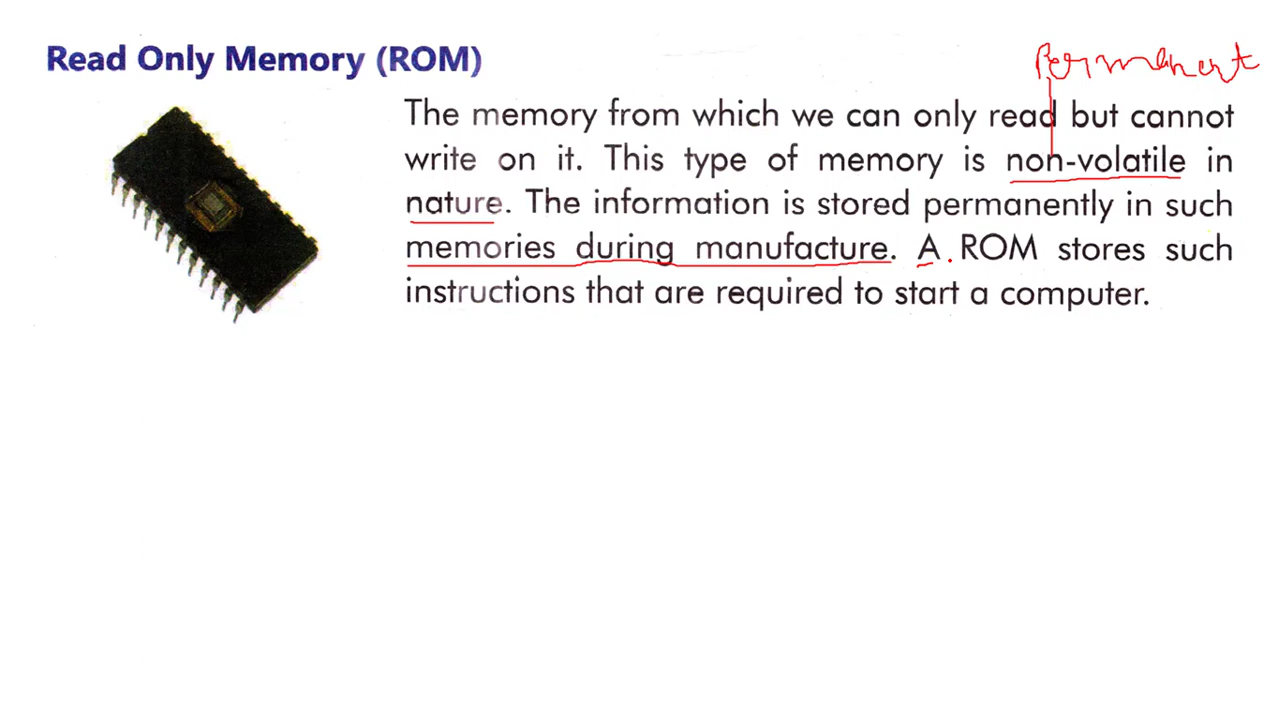 Read Only Memory (ROM)
Permanent
The memory from which we can only read but cannot
write on it. This type of memory is non-volatile in
nature. The information is stored permanently in such
memories during manufacture. A ROM stores such
instructions that are required to start a computer.